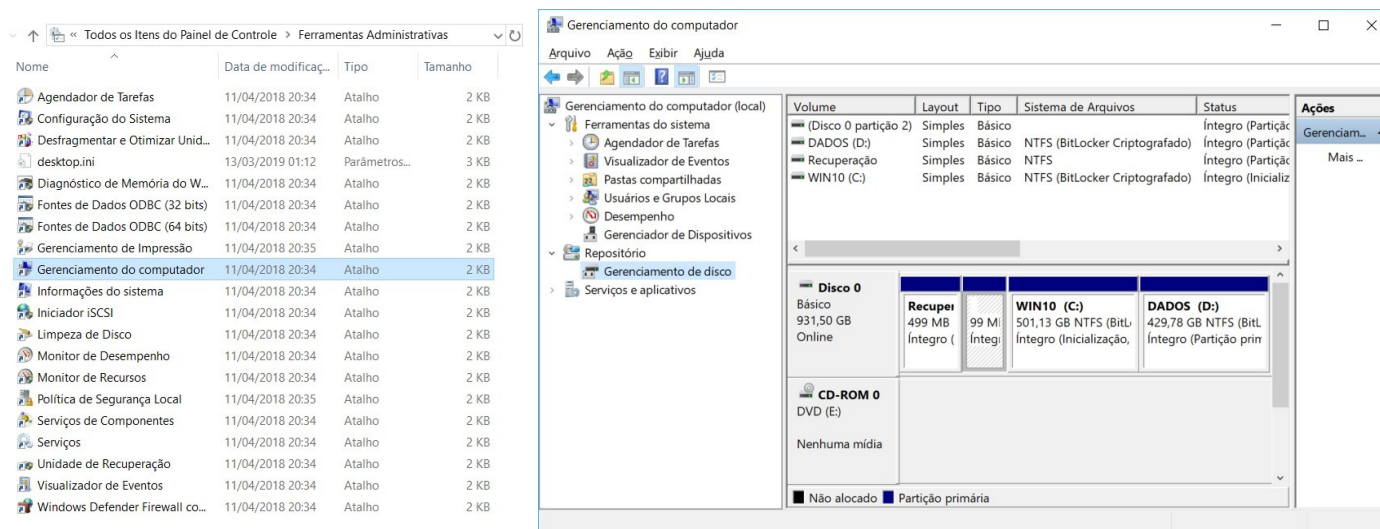 « Todos os Itens do Painel de Controle > Ferramentas Administrativas
Nome Data de modificaç... Tipo Tamanho
Agendador de Tarefas 11/04/2018 20:34 Atalho 2 KB
Configuração do Sistema 11/04/2018 20:34 Atalho 2 KB
Desfragmentar e Otimizar Unid... 11/04/2018 20:34 Atalho 2 KB
desktop.ini 13/03/2019 01:12 Parâmetros... 3 KB
Diagnóstico de Memória do W... 11/04/2018 20:34 Atalho 2 KB
Fontes de Dados ODBC (32 bits) 11/04/2018 20:34 Atalho 2 KB
Fontes de Dados ODBC (64 bits) 11/04/2018 20:34 Atalho 2 KB
Gerenciamento de Impressão 11/04/2018 20:35 Atalho 2 KB
Gerenciamento do computador 11/04/2018 20:34 Atalho 2 KB
Informações do sistema 11/04/2018 20:34 Atalho 2 KB
Iniciador iSCSI 11/04/2018 20:34 Atalho 2 KB
Limpeza de Disco 11/04/2018 20:34 Atalho 2 KB
Monitor de Desempenho 11/04/2018 20:34 Atalho 2 KB
Monitor de Recursos 11/04/2018 20:34 Atalho 2 KB
Política de Segurança Local 11/04/2018 20:35 Atalho 2 KB
Serviços de Componentes 11/04/2018 20:34 Atalho 2 KB
Serviços 11/04/2018 20:34 Atalho 2 KB
Unidade de Recuperação 11/04/2018 20:34 Atalho 2 KB
Visualizador de Eventos 11/04/2018 20:34 Atalho 2 KB
Windows Defender Firewall co... 11/04/2018 20:34 Atalho 2 KB
Gerenciamento do computador
Arquivo Ação Exibir Ajuda
Gerenciamento do computador (local)
Ferramentas do sistema
Agendador de Tarefas
Visualizador de Eventos
Pastas compartilhadas
Usuários e Grupos Locais
Desempenho
Gerenciador de Dispositivos
Repositório
Gerenciamento de disco
Serviços e aplicativos
Volume Layout Tipo Sistema de Arquivos Status
(Disco 0 partição 2) Simples Básico Íntegro (Partiçã
DADOS (D:) Simples Básico NTFS (BitLocker Criptografado) Íntegro (Partiçã
Recuperação Simples Básico NTFS Íntegro (Partiçã
WIN10 (C:) Simples Básico NTFS (BitLocker Criptografado) Íntegro (Inicializ
Disco 0
Básico
931,50 GB
Online
Recuper
499 MB
Íntegro (
99 M
Integ
WIN10 (C:)
501,13 GB NTFS (BitL
Íntegro (Inicialização,
DADOS (D:)
429,78 GB NTFS (BitL
Íntegro (Partição prim
CD-ROM 0
DVD (E:)
Nenhuma mídia
Não alocado Partição primária
Ações
Gerenciam...
Mais ...